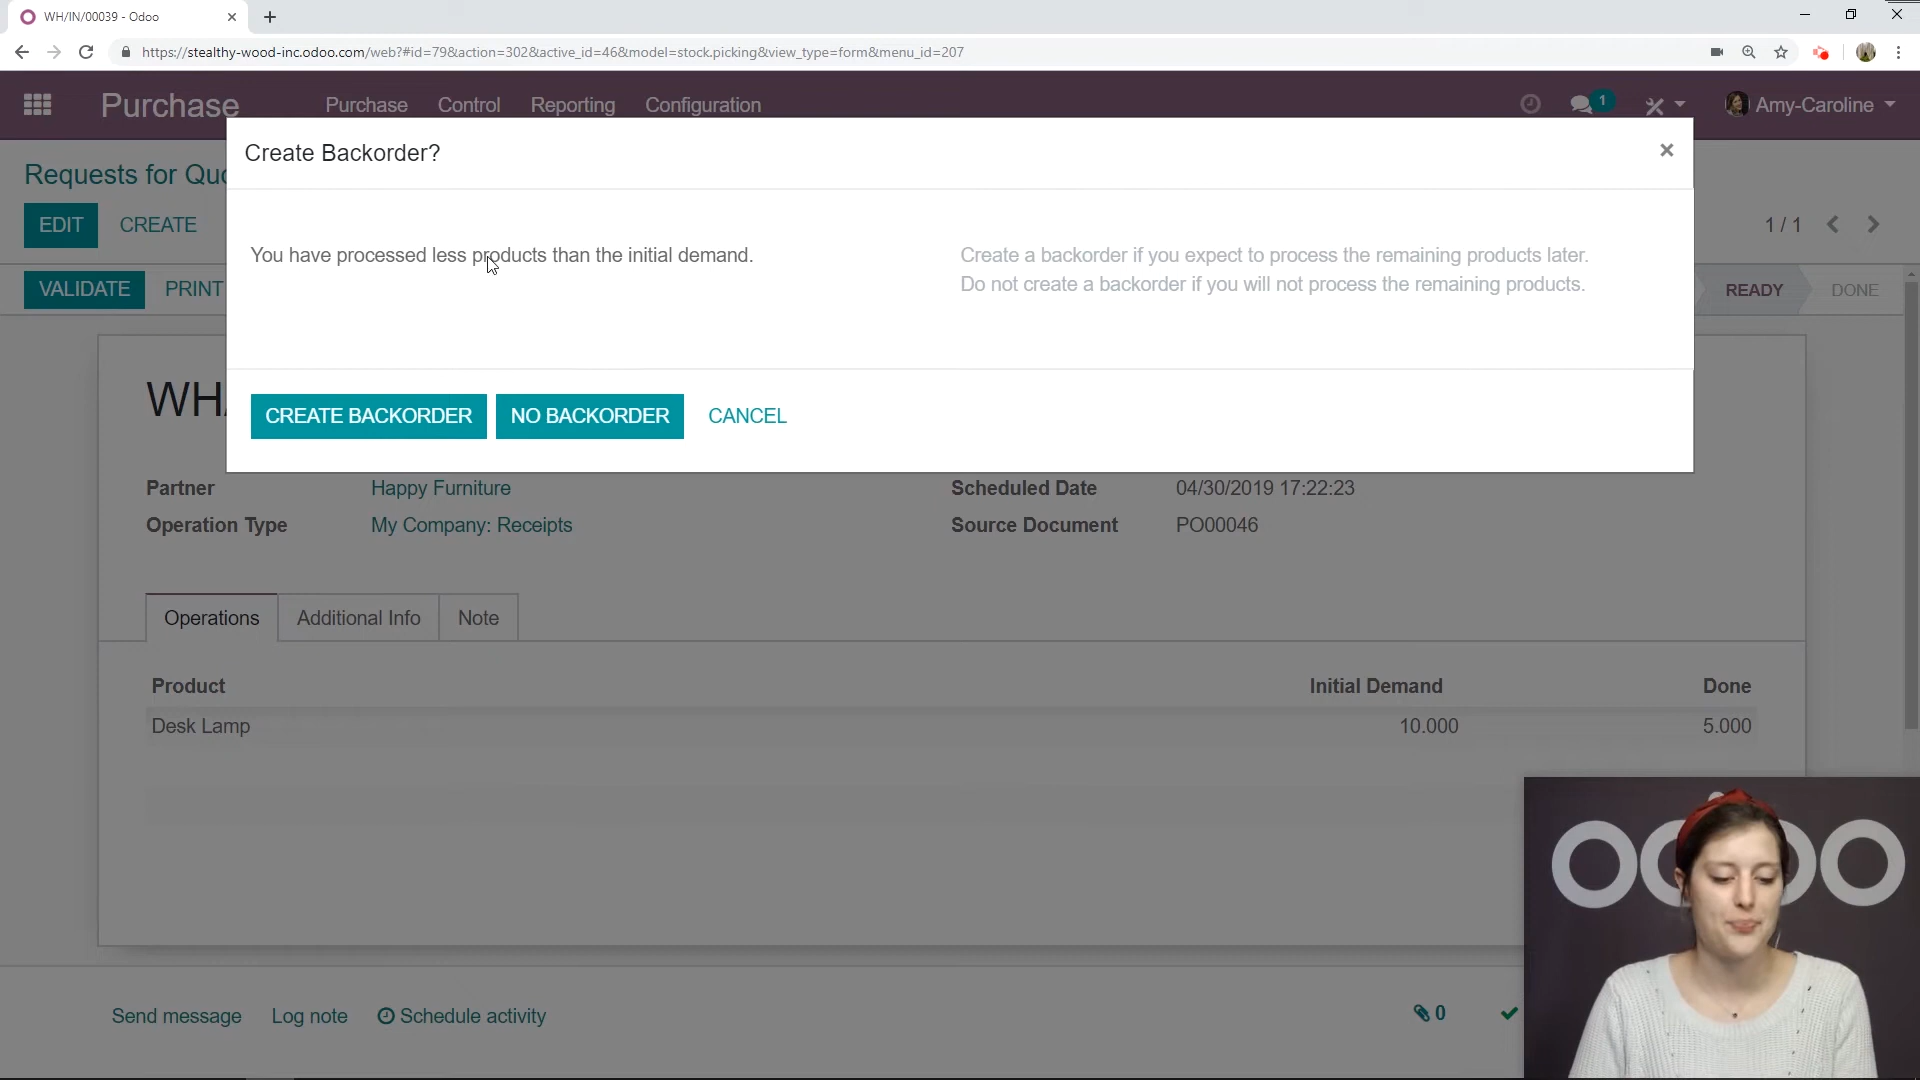 WH/IN/00039 - Odoo
https://stealthy-wood-inc.odoo.com/web?#id=79&action=302&active_id=46&model=stock.picking&view_type=form&menu_id=207
Purchase Purchase Control Reporting Configuration 1 Amy-Caroline
Create Backorder?
Requests for Quo
EDIT CREATE 1 / 1
You have processed less products than the initial demand.
Create a backorder if you expect to process the remaining products later.
Do not create a backorder if you will not process the remaining products.
VALIDATE PRINT READY DONE
WH/
CREATE BACKORDER NO BACKORDER CANCEL
Partner Happy Furniture Scheduled Date 04/30/2019 17:22:23
Operation Type My Company: Receipts Source Document PO00046
Operations Additional Info Note
Product Initial Demand Done
Desk Lamp 10.000 5.000
odoo
Send message Log note Schedule activity 0